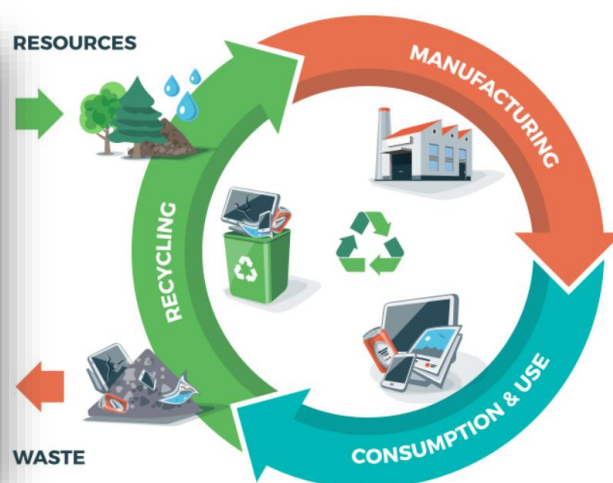 RESOURCES
MANUFACTURING
RECYCLING
CONSUMPTION & USE
WASTE